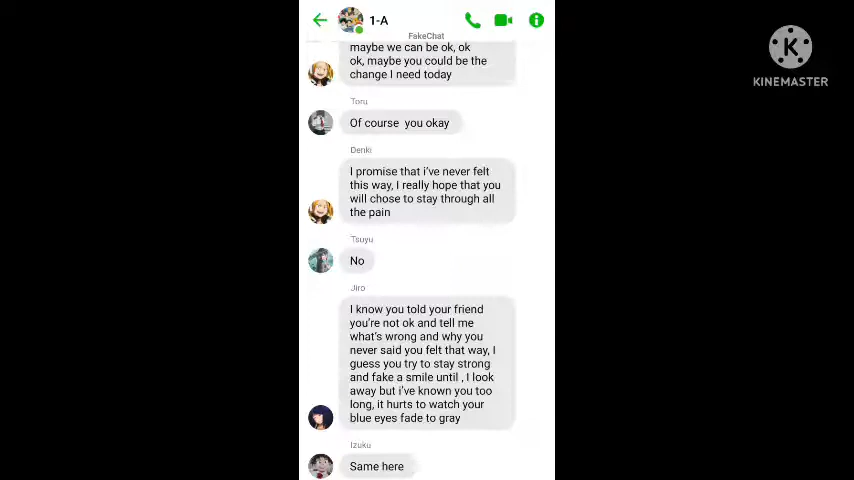 1-A
FakeChat
maybe we can be ok, ok
ok, maybe you could be the
change I need today
Toru
Of course  you okay
Denki
I promise that i've never felt
this way, I really hope that you
will chose to stay through all
the pain
Tsuyu
No
Jiro
I know you told your friend
you're not ok and tell me
what's wrong and why you
never said you felt that way, I
guess you try to stay strong
and fake a smile until , I look
away but i've known you too
long, it hurts to watch your
blue eyes fade to gray
Izuku
Same here
K
KINEMASTER